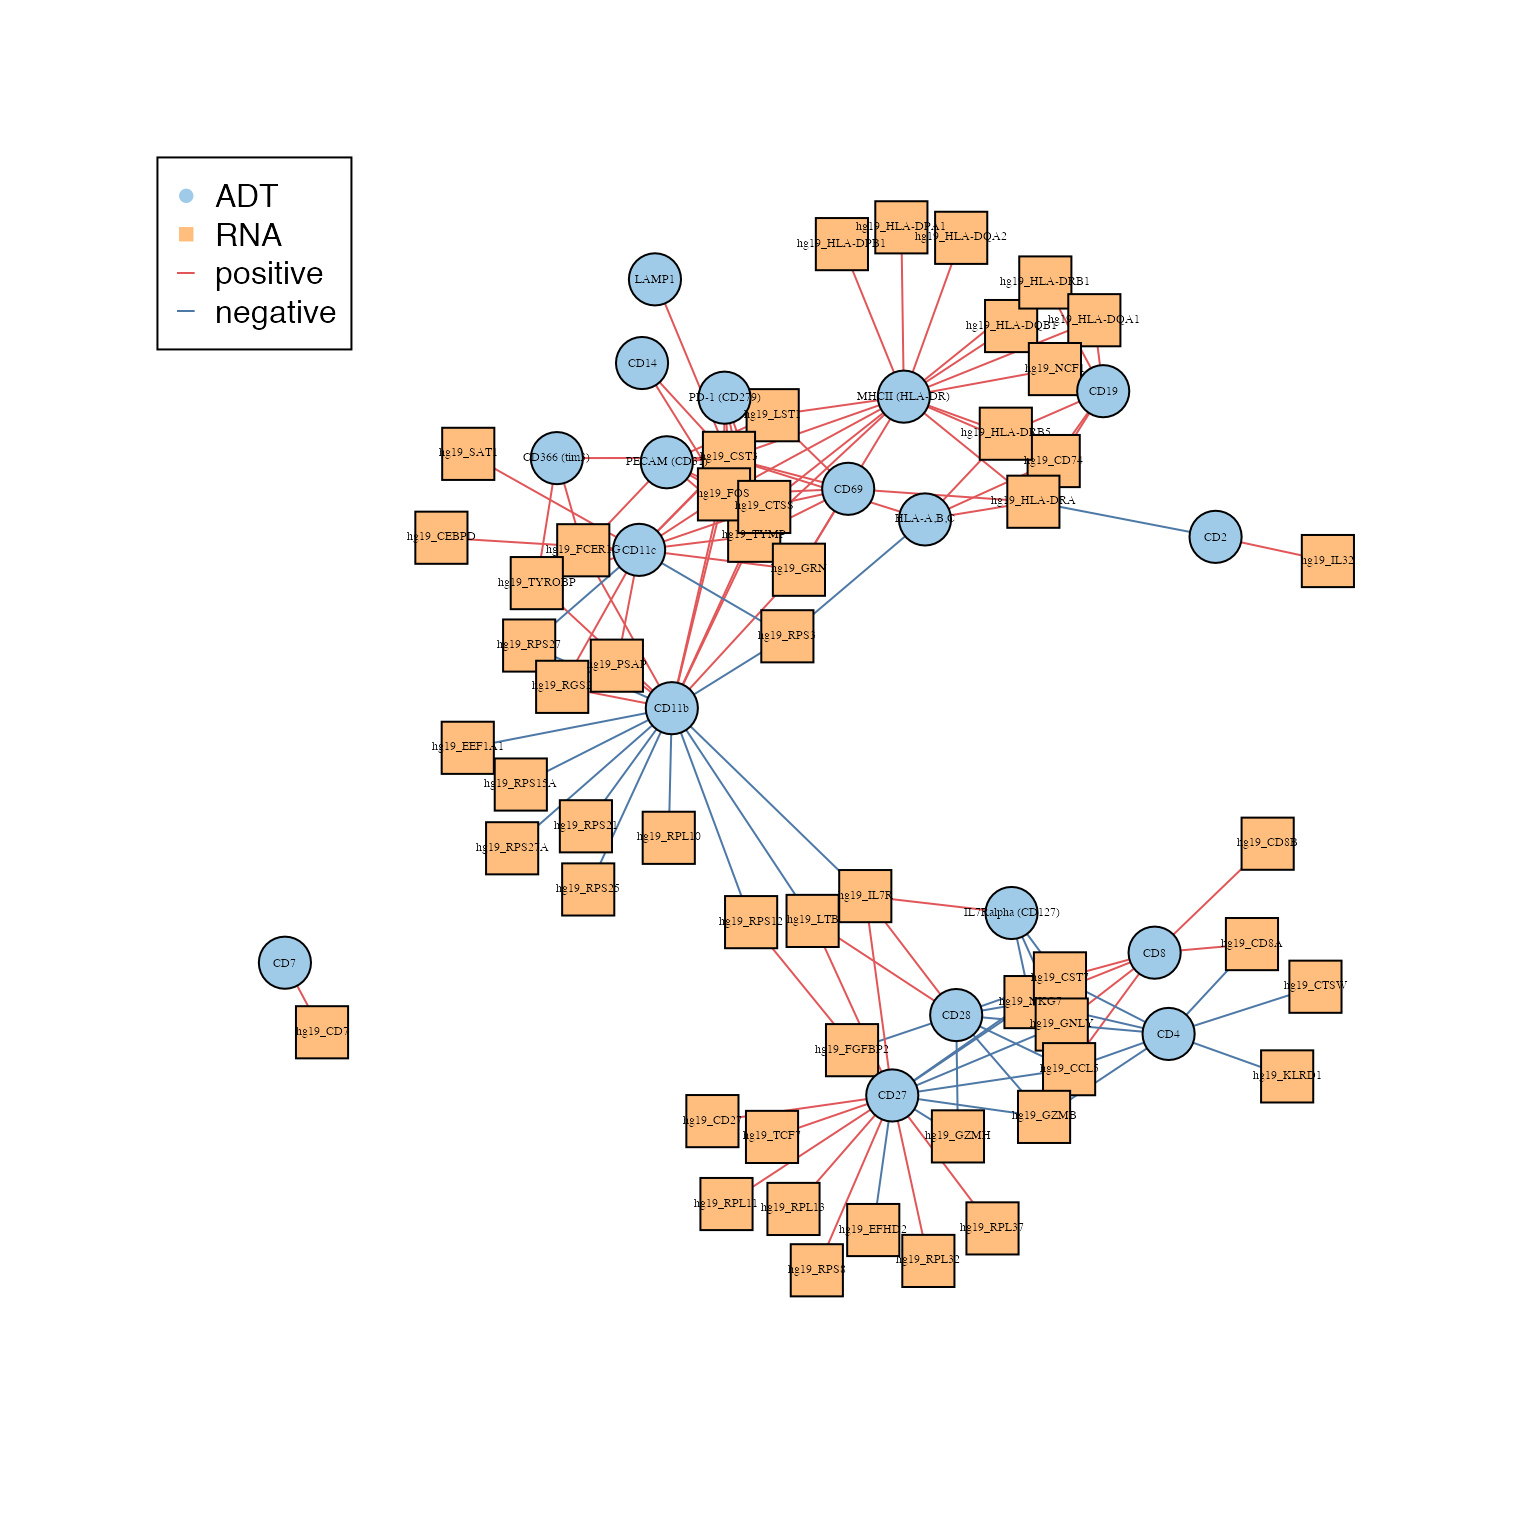 ADT
RNA
positive
negative
hg19_HLA-DPA1
hg19_HLA-DPB1
hg19_HLA-DQA2
LAMP1
hg19_HLA-DRB1
hg19_HLA-DQA1
hg19_HLA-DQB1
CD14
hg19_NCF1
CD19
PD-1 (CD279)
MHCII (HLA-DR)
hg19_LST1
hg19_HLA-DRB5
hg19_SAT1
CD366 (tim3)
hg19_CST3
PECAM (CD31)
hg19_CD74
CD69
hg19_FOS
hg19_HLA-DRA
hg19_CTSS
HLA-A,B,C
hg19_TYMP
hg19_CEBPD
CD2
hg19_FCER1G
CD11c
hg19_IL32
hg19_GRN
hg19_TYROBP
hg19_RPS3
hg19_RPS27
hg19_PSAP
CD11b
hg19_EEF1A1
hg19_RPS15A
hg19_RPS21
hg19_RPL10
hg19_CD8B
hg19_RPS27A
hg19_RPS25
hg19_IL7R
IL7Ralpha (CD127)
hg19_RPS12
hg19_LTB
hg19_CD8A
CD8
CD7
hg19_CST7
hg19_CTSW
hg19_NKG7
CD28
hg19_GNLY
hg19_CD7
CD4
hg19_FGFBP2
hg19_CCL5
hg19_KLRD1
CD27
hg19_GZMB
hg19_CD27
hg19_TCF7
hg19_GZMH
hg19_RPL11
hg19_RPL13
hg19_EFHD2
hg19_RPL37
hg19_RPL32
hg19_RPS8